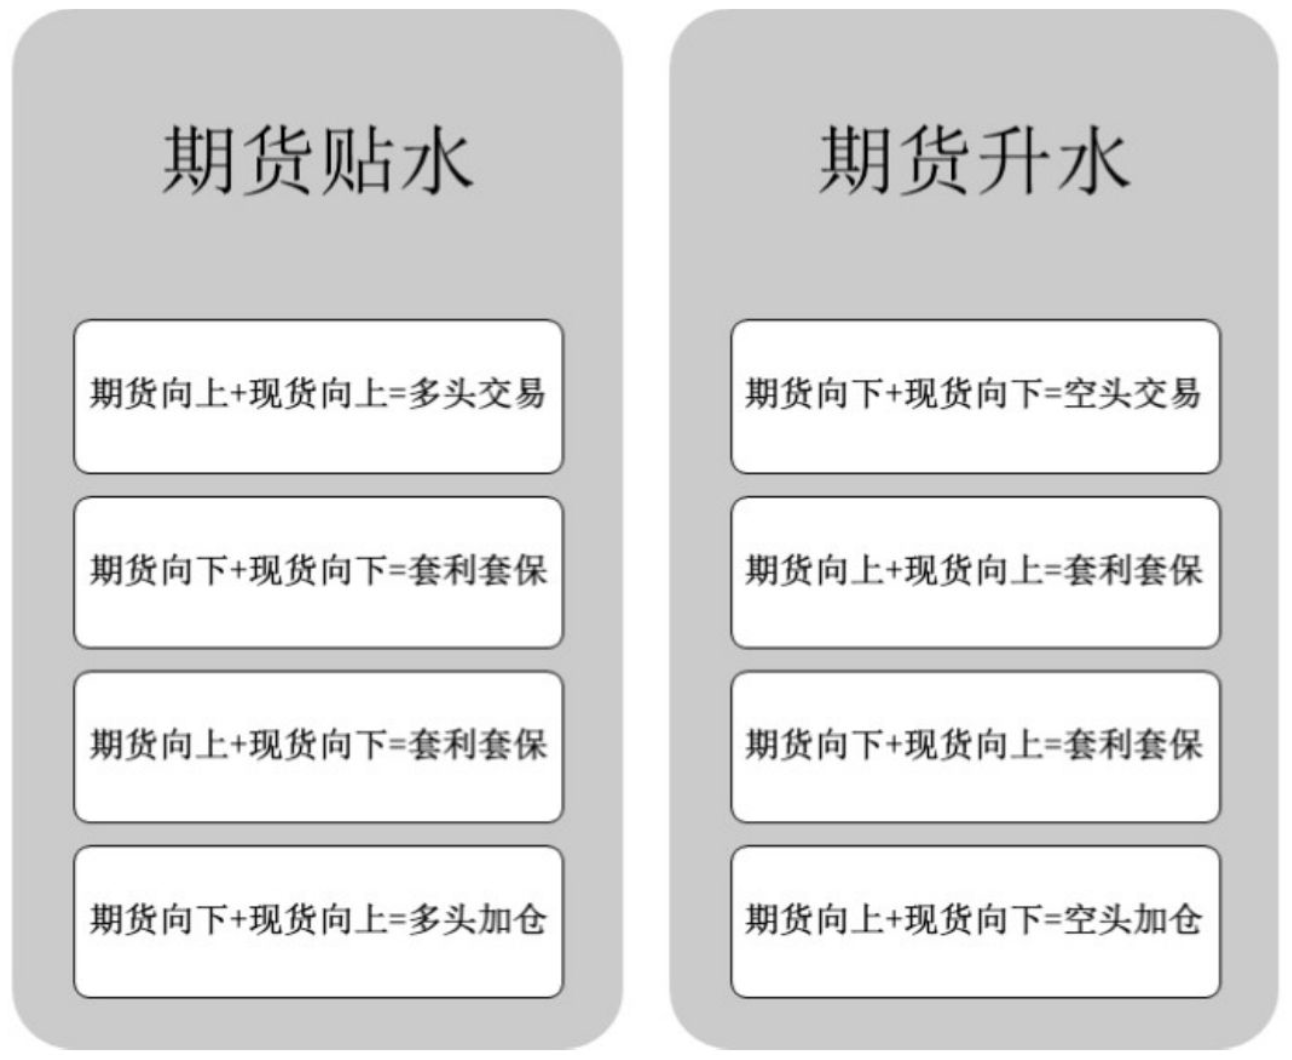 期货贴水
期货向上+现货向上=多头交易
期货向下+现货向下=套利套保
期货向上+现货向下=套利套保
期货向下+现货向上=多头加仓
期货升水
期货向下+现货向下=空头交易
期货向上+现货向上=套利套保
期货向下+现货向上=套利套保
期货向上+现货向下=空头加仓